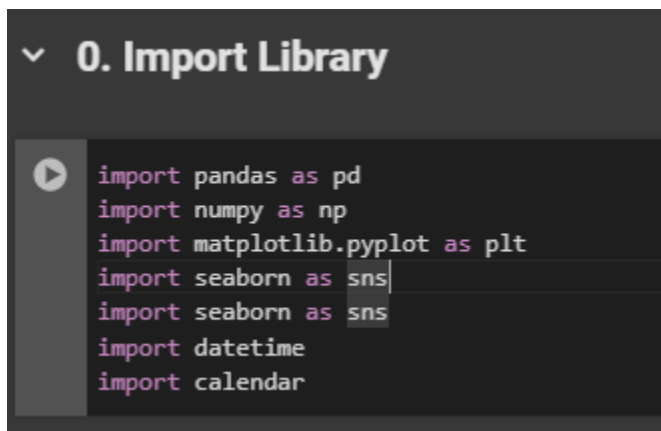 0. Import Library
import pandas as pd
import numpy as np
import matplotlib.pyplot as plt
import seaborn as sns
import seaborn as sns
import datetime
import calendar